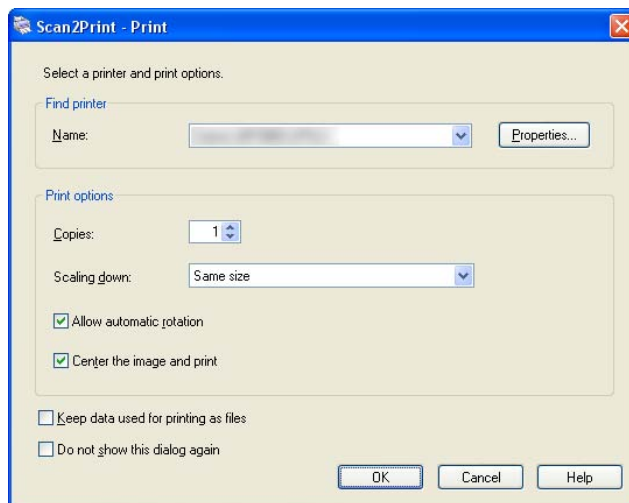 Scan2Print - Print
Select a printer and print options.
Find printer
Name:
Properties...
Print options
Copies: 1
Scaling down: Same size
Allow automatic rotation
Center the image and print
Keep data used for printing as files
Do not show this dialog again
OK Cancel Help